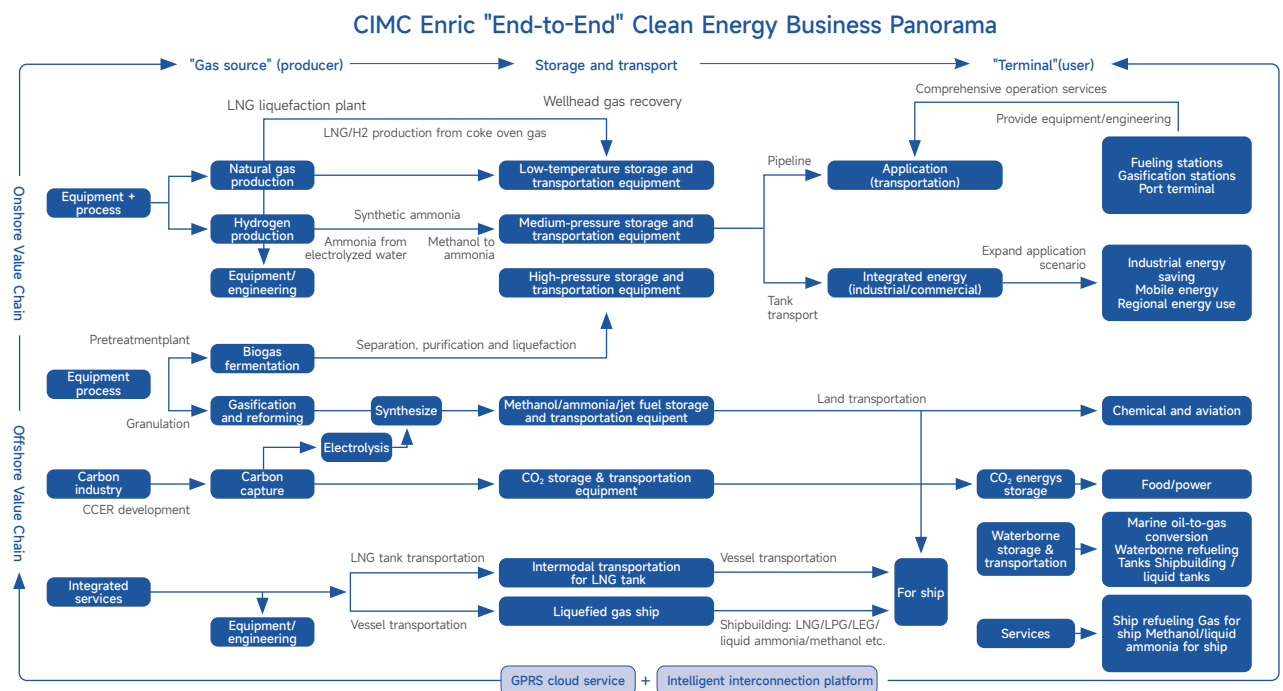 CIMC Enric "End-to-End" Clean Energy Business Panorama
"Gas source" (producer)
Storage and transport
"Terminal"(user)
Onshore Value Chain
Offshore Value Chain
LNG liquefaction plant
Wellhead gas recovery
LNG/H2 production from coke oven gas
Comprehensive operation services
Provide equipment/engineering
Equipment +
process
Natural gas
production
Low-temperature storage and
transportation equipment
Pipeline
Application
(transportation)
Fueling stations
Gasification stations
Port terminal
Hydrogen
production
Synthetic ammonia
Ammonia from
electrolyzed water
Methanol to
ammonia
Medium-pressure storage and
transportation equipment
Equipment/
engineering
High-pressure storage and
transportation equipment
Tank
transport
Integrated energy
(industrial/commercial)
Expand application
scenario
Industrial energy
saving
Mobile energy
Regional energy use
Pretreatmentplant
Equipment
process
Granulation
Biogas
fermentation
Separation, purification and liquefaction
Gasification
and reforming
Synthesize
Electrolysis
Methanol/ammonia/jet fuel storage
and transportation equipent
Land transportation
Chemical and aviation
Carbon
industry
CCER development
Carbon
capture
CO₂ storage & transportation
equipment
CO₂ energys
storage
Food/power
Integrated
services
Equipment/
engineering
LNG tank transportation
Vessel transportation
Intermodal transportation
for LNG tank
Liquefied gas ship
Vessel transportation
Shipbuilding: LNG/LPG/LEG/
liquid ammonia/methanol etc.
For ship
Waterborne
storage &
transportation
Marine oil-to-gas
conversion
Waterborne refueling
Tanks Shipbuilding /
liquid tanks
Services
Ship refueling Gas for
ship Methanol/liquid
ammonia for ship
GPRS cloud service
+
Intelligent interconnection platform